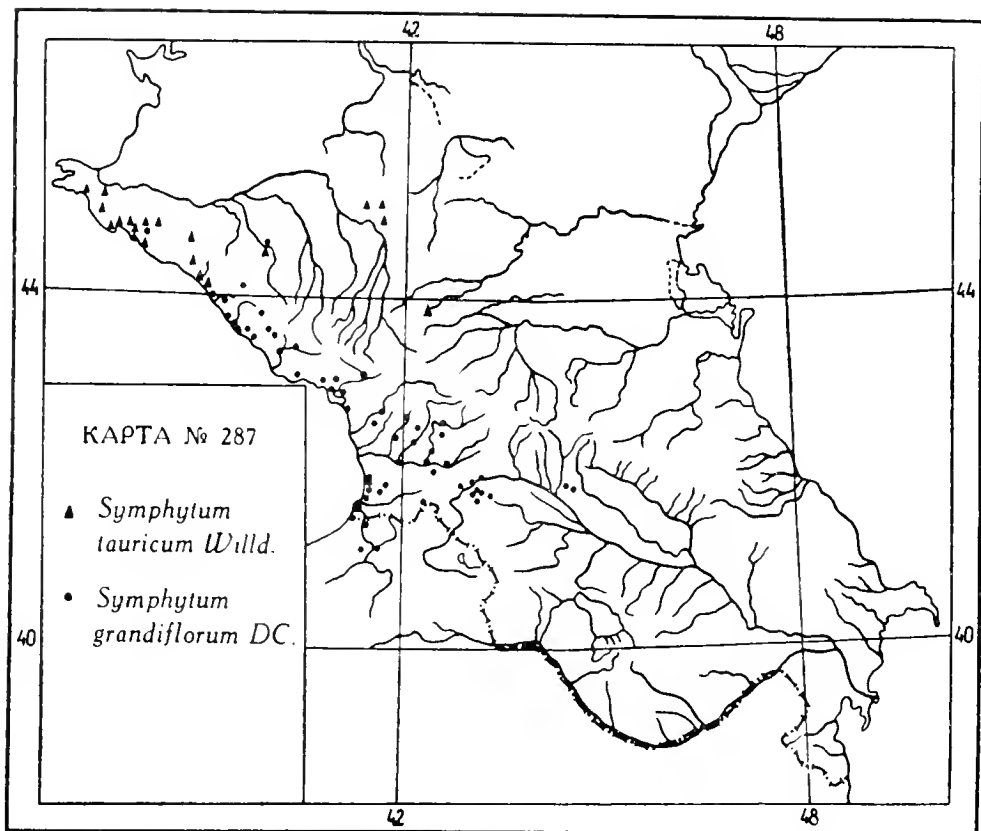 42
48
44
44
КАРТА № 287
Symphytum
tauricum Willd.
Symphytum
grandiflorum DC.
40
40
42
48